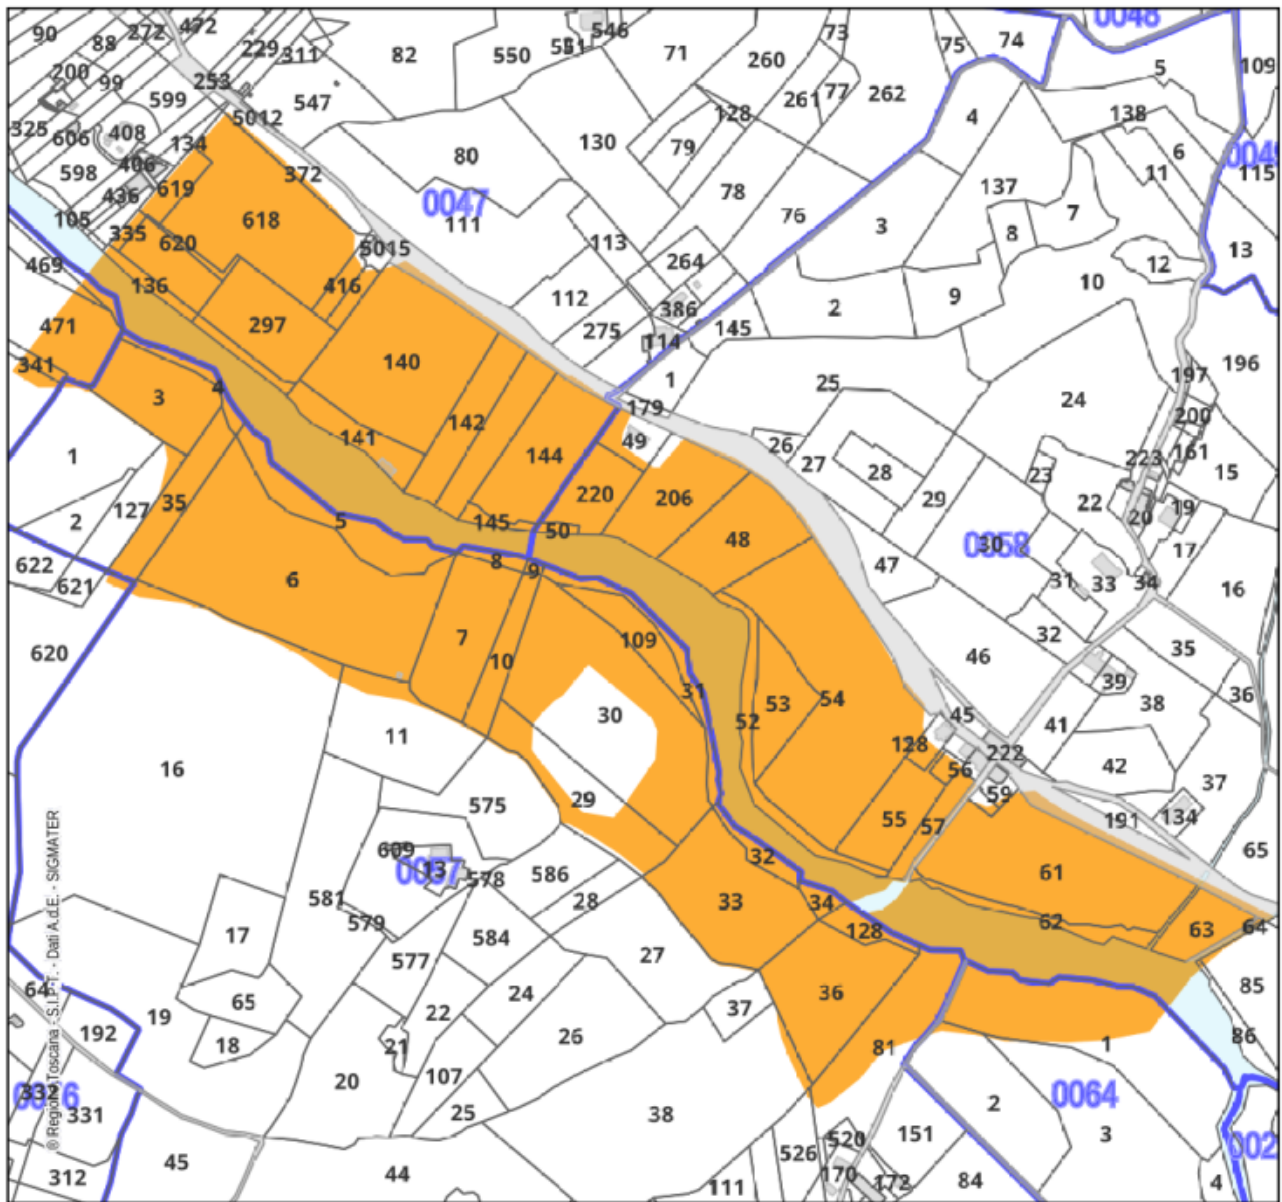 90 88 272 472 229 311 82 550 551 546 71 260 73 75 74 0048 5 109
200 99 253 599 547 128 261 77 262 4 138
325 606 408 5012 134 80 130 79 6 115
598 406 436 619 372 0047 78 76 137 11
105 335 620 618 5015 111 113 3 8 7 13
469 136 416 264 12
471 297 112 386 2 9 10
341 140 275 114 145 196
3 4 141 142 179 1 25 24 197
1 144 49 26 200
2 127 35 145 220 206 27 28 29 23 223 161 15
622 621 5 50 48 0058 30 22 20 19
6 8 9 47 31 33 34 17 16
620 7 10 109 46 32 35
31 53 54 39 38 36
16 11 30 52 128 45 41
29 56 222 42 37
575 55 57 59 191 134
609 13 0057 578 586 32 61 65
581 579 28 33 34 62 64
17 584 27 128 63
577 24 36 85
64 65 22 37
192 19 18 21 26 81 1 86
20 107 2 0064
331 25 38 3
45 44 111 526 520 151
312 170 172 84 4
® Regione Toscana - S.I.P.T. - Dati A.d.E. - SIGMATER